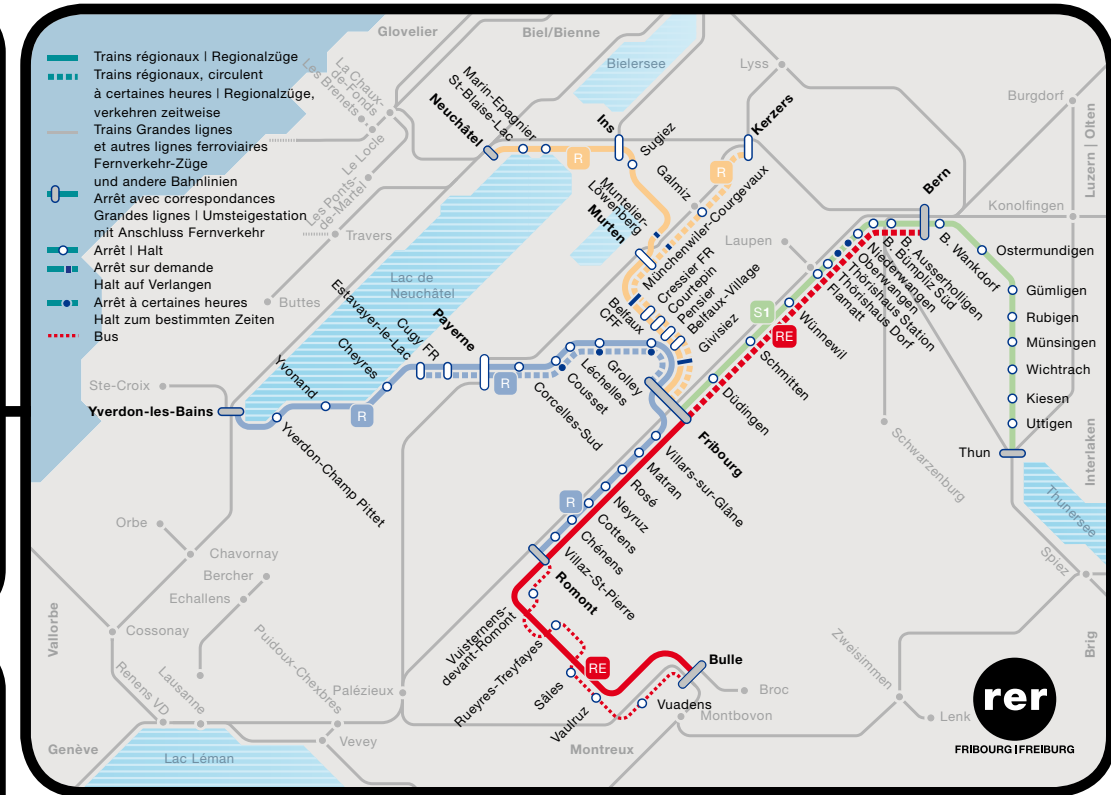 Trains régionaux | Regionalzüge
Trains régionaux, circulent
à certaines heures | Regionalzüge,
verkehren zeitweise
Trains Grandes lignes
et autres lignes ferroviaires
Fernverkehr-Züge
und andere Bahnlinien
Arrêt avec correspondances
Grandes lignes | Umsteigestation
mit Anschluss Fernverkehr
Arrêt | Halt
Arrêt sur demande
Halt auf Verlangen
Arrêt à certaines heures
Halt zum bestimmten Zeiten
Bus
Glovelier
Biel/Bienne
Bielersee
Lyss
Burgdorf
Luzern | Olten
La Chaux-
de-Fonds
Les Brenets
Le Locle
Les Ponts-
de-Martel
Travers
Buttes
Neuchâtel
St-Blaise-Lac
Marin-Epagnier
R
Ins
Sugiez
Galmiz
Kerzers
R
Muntelier-
Löwenberg
Murten
Münchenwiler-Courgevaux
Cressier FR
Courtepin
Pensier
Belfaux-Village
Belfaux
CFF
Givisiez
Laupen
Bern
Konolfingen
B. Wankdorf
B. Ausserholligen
B. Bümpliz Süd
Niederwangen
Oberwangen
Thörishaus Station
Thörishaus Dorf
Flamatt
Wünnewil
S1
RE
Schmitten
Düdingen
Fribourg
Ostermundigen
Gümligen
Rubigen
Münsingen
Wichtrach
Kiesen
Uttigen
Thun
Interlaken
Thunersee
Spiez
Brig
Schwarzenburg
Lac de
Neuchâtel
Payerne
Estavayer-le-Lac
Cugy FR
Cheyres
Yvonand
Ste-Croix
Yverdon-les-Bains
R
R
Yverdon-Champ Pittet
Corcelles-Sud
Cousset
Léchelles
Grolley
Villars-sur-Glâne
Matran
Rosé
Neyruz
Cottens
Chénens
Villaz-St-Pierre
R
Romont
Vuisternens-
devant-Romont
Rueyres-Treyfayes
Sâles
Vaulruz
RE
Vuadens
Bulle
Broc
Montbovon
Montreux
Zweisimmen
Lenk
Orbe
Chavornay
Bercher
Echallens
Vallorbe
Cossonay
Renens VD
Lausanne
Puidoux-Chexbres
Palézieux
Vevey
Genève
Lac Léman
rer
FRIBOURG | FREIBURG